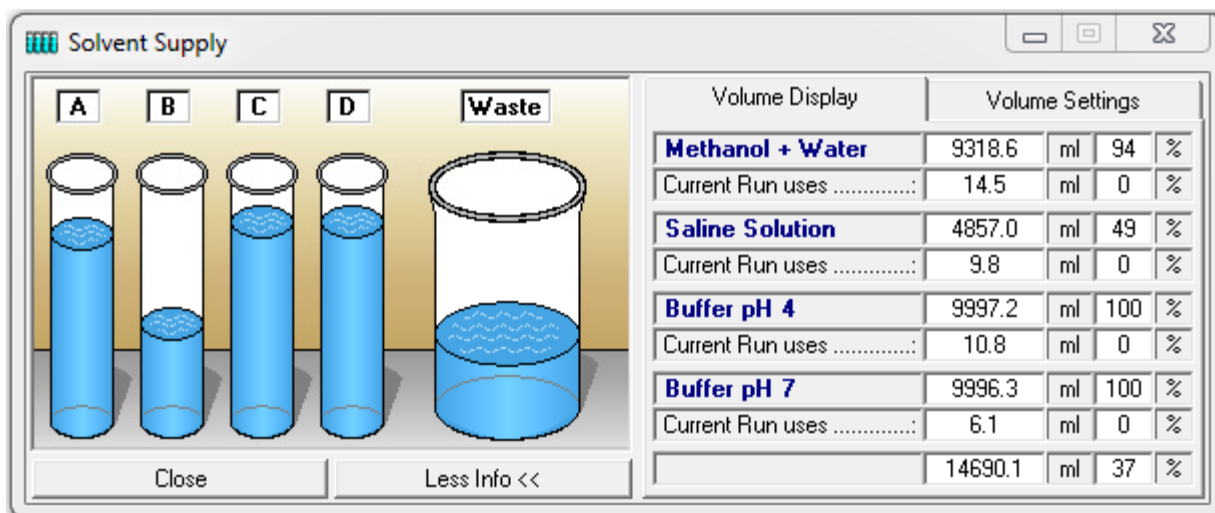 Solvent Supply
A B C D Waste
Volume Display Volume Settings
Methanol + Water 9318.6 ml 94 %
Current Run uses .............: 14.5 ml 0 %
Saline Solution 4857.0 ml 49 %
Current Run uses .............: 9.8 ml 0 %
Buffer pH 4 9997.2 ml 100 %
Current Run uses .............: 10.8 ml 0 %
Buffer pH 7 9996.3 ml 100 %
Current Run uses .............: 6.1 ml 0 %
14690.1 ml 37 %
Close Less Info <<